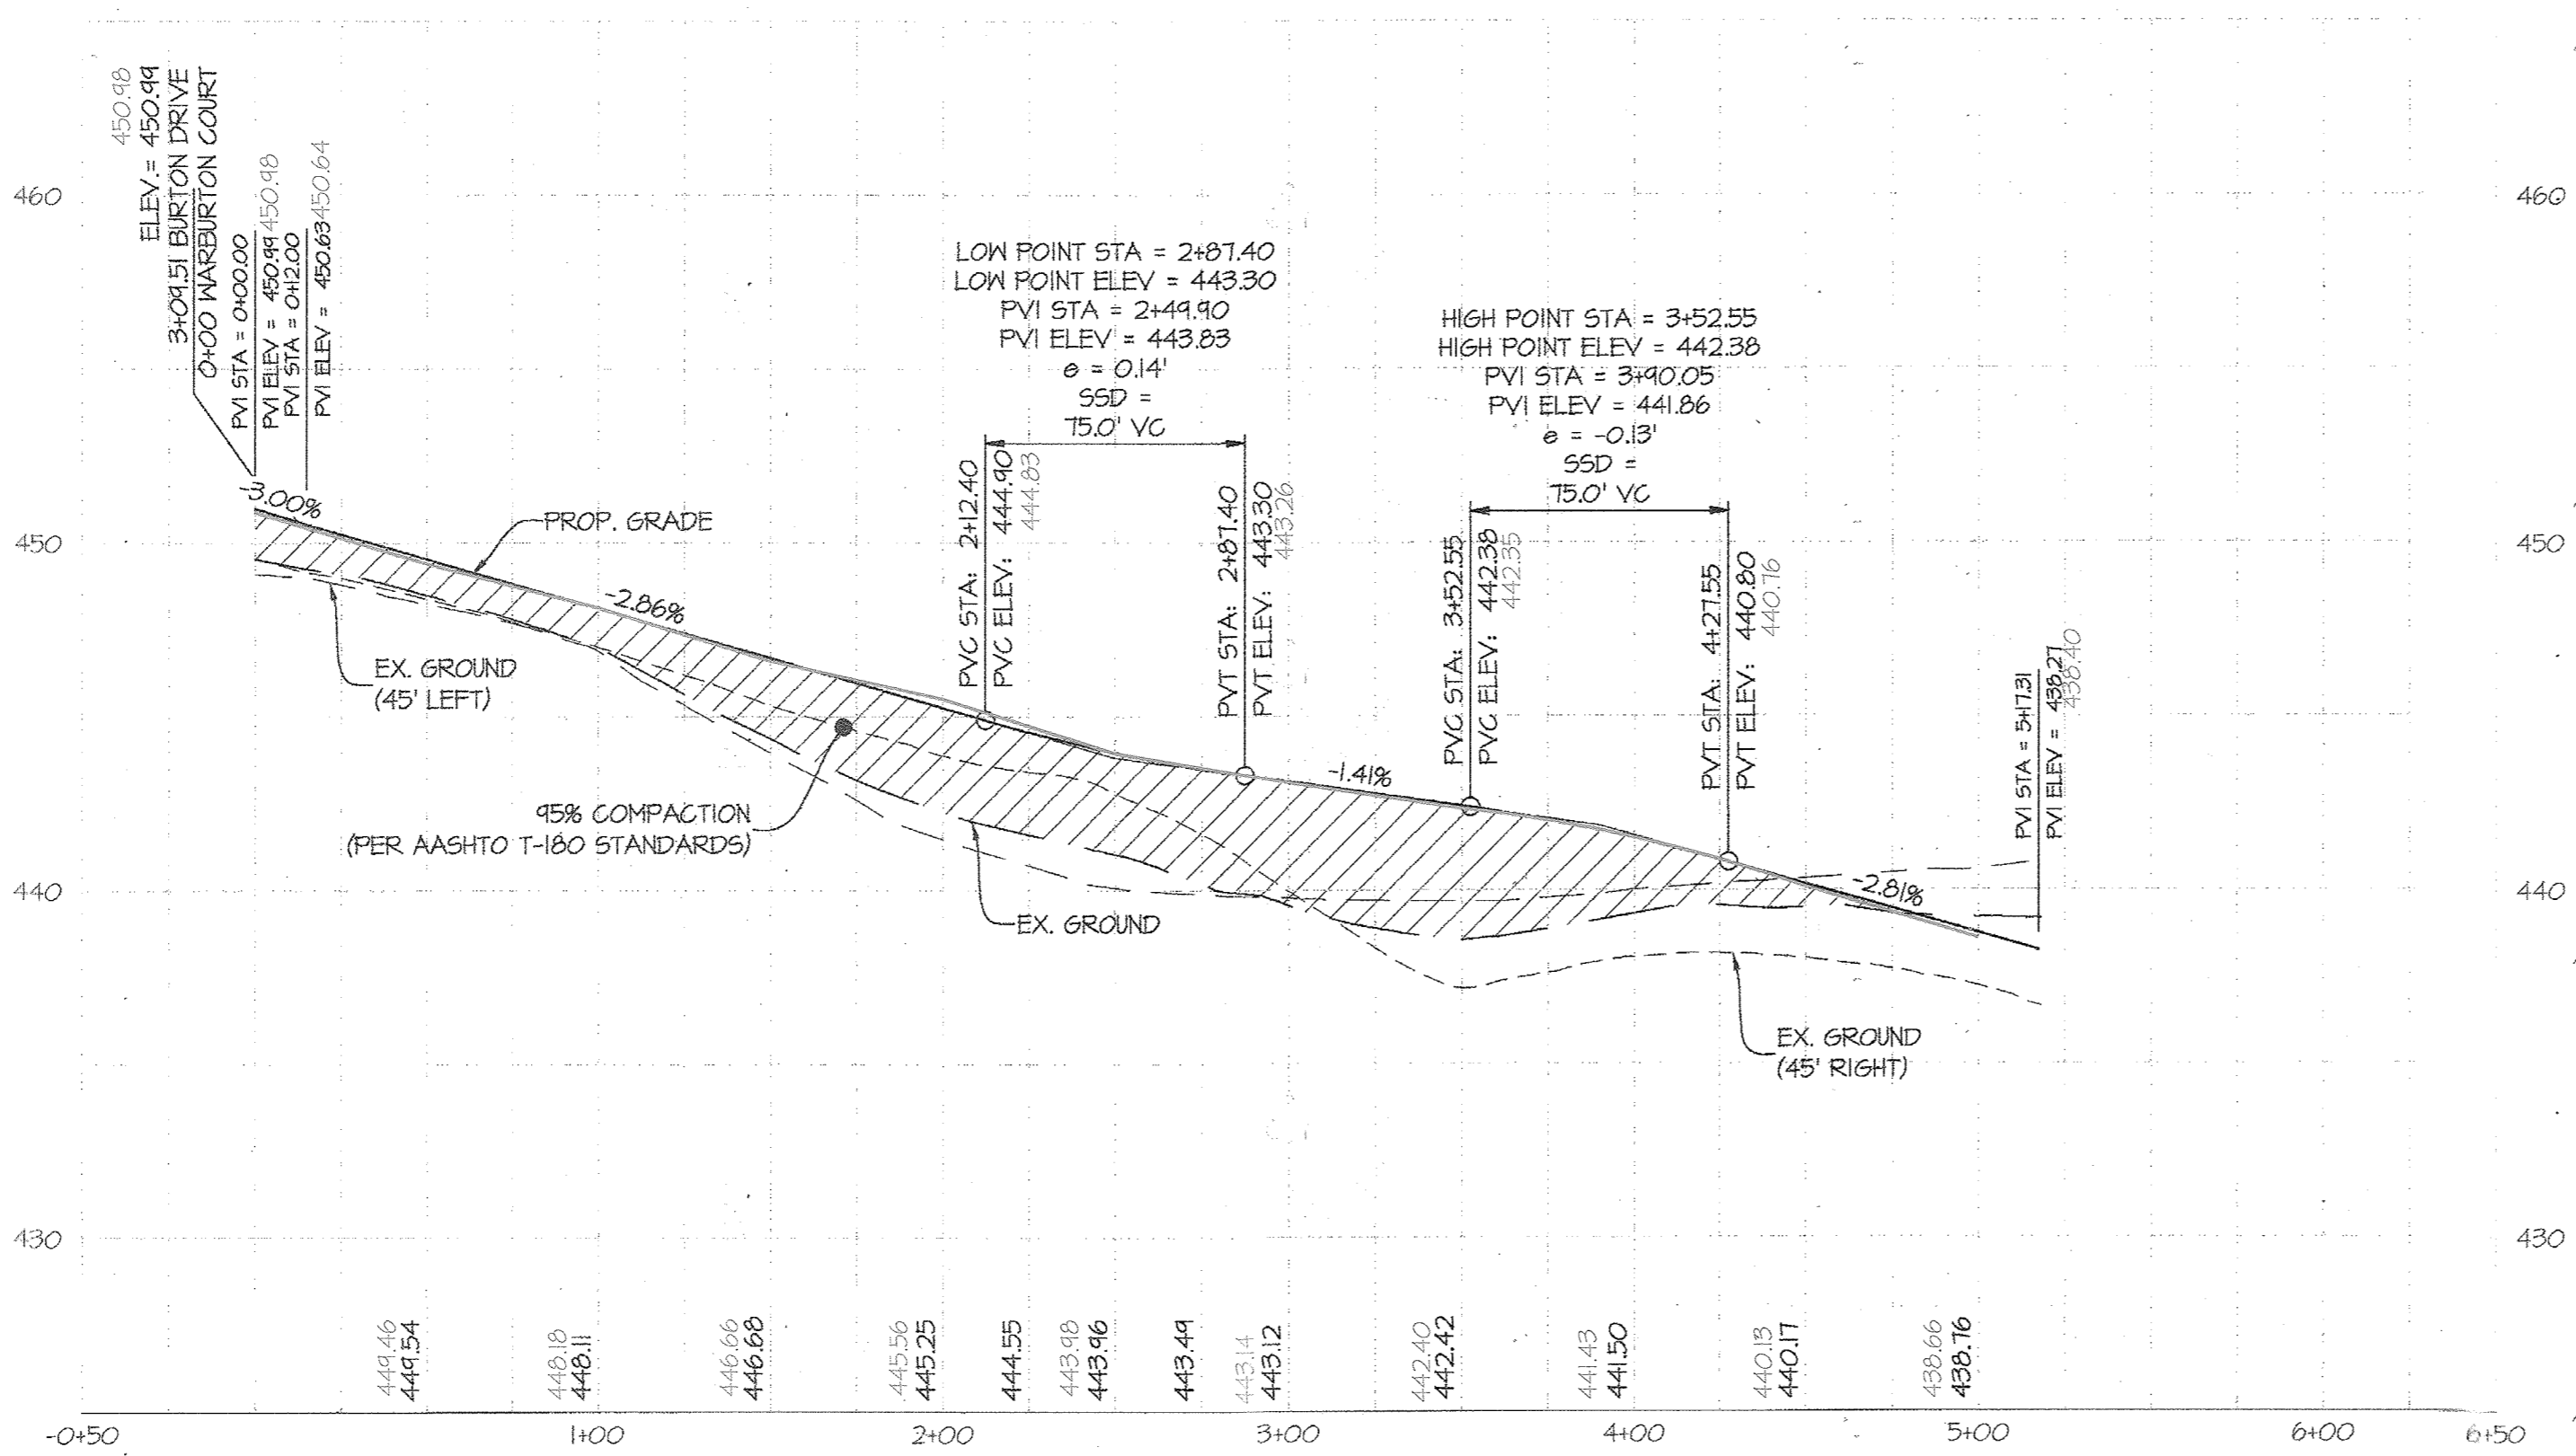 450.98
ELEV.= 450.99
3+09.51 BURTON DRIVE
0+00 WARBURTON COURT
PVI STA = 0+00.00
PVI ELEV = 450.99 450.98
PVI STA = 0+12.00
PVI ELEV = 450.63 450.64
460
460
LOW POINT STA = 2+87.40
LOW POINT ELEV = 443.30
PVI STA = 2+49.90
PVI ELEV = 443.83
e = 0.14'
SSD =
75.0' VC
HIGH POINT STA = 3+52.55
HIGH POINT ELEV = 442.38
PVI STA = 3+90.05
PVI ELEV = 441.86
e = -0.13'
SSD =
75.0' VC
PVC STA: 2+12.40
PVC ELEV: 444.90
444.83
PVT STA: 2+87.40
PVT ELEV: 443.30
443.26
PVC STA: 3+52.55
PVC ELEV: 442.38
442.35
PVT STA: 4+27.55
PVT ELEV: 440.80
440.76
PVI STA = 5+17.31
PVI ELEV = 438.27
438.40
-3.00%
PROP. GRADE
450
450
-2.86%
EX. GROUND
(45' LEFT)
-1.41%
95% COMPACTION
(PER AASHTO T-180 STANDARDS)
440
-2.81%
440
EX. GROUND
EX. GROUND
(45' RIGHT)
430
430
449.46
449.54
448.18
448.11
446.66
446.68
445.56
445.25
444.55
443.98
443.96
443.49
443.14
443.12
442.40
442.42
441.43
441.50
440.13
440.17
438.66
438.76
-0+50 1+00 2+00 3+00 4+00 5+00 6+00 6+50